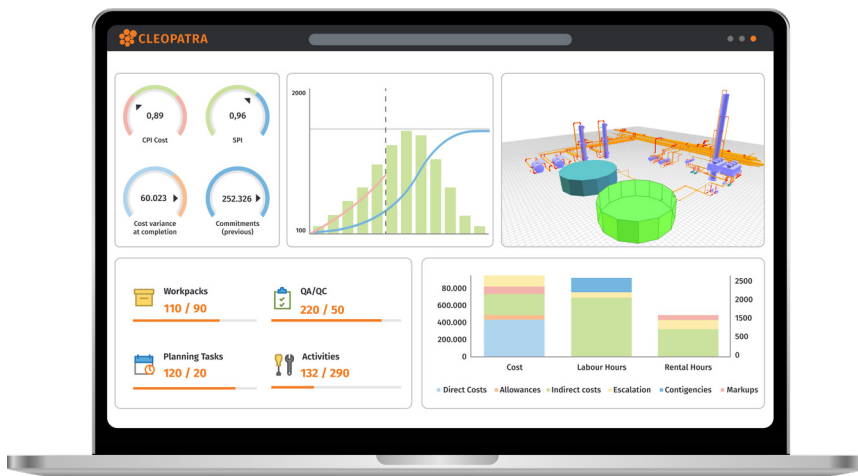 CLEOPATRA
0,89
CPI Cost
0,96
SPI
60.023
Cost variance
at completion
252.326
Commitments
(previous)
2000
100
Workpacks
110 / 90
QA/QC
220 / 50
Planning Tasks
120 / 20
Activities
132 / 290
80.000
600.000
400.000
200.000
0
2500
2000
1500
500
0
Cost
Labour Hours
Rental Hours
Direct Costs
Allowances
Indirect costs
Escalation
Contigencies
Markups